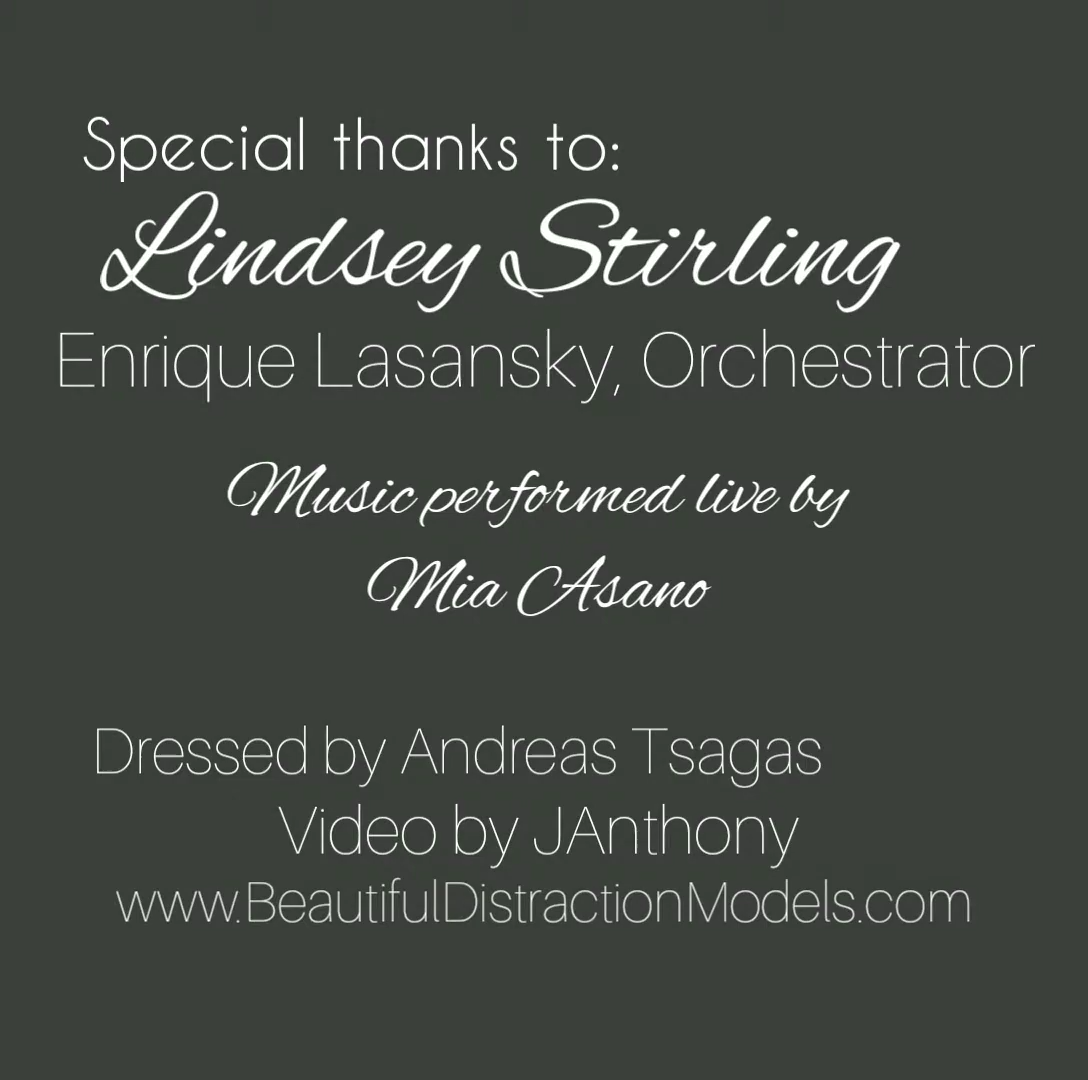 Special thanks to:
Lindsey Stirling
Enrique Lasansky, Orchestrator
Music performed live by
Mia Asano
Dressed by Andreas Tsagas
Video by JAnthony
www.BeautifulDistractionModels.com